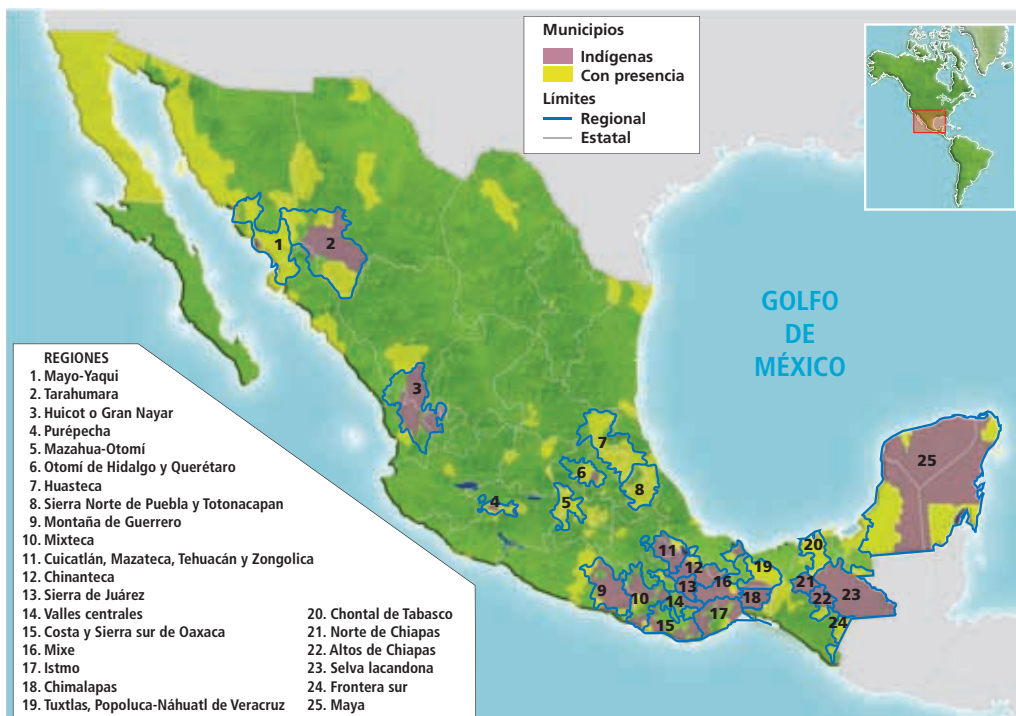 Municipios
Indígenas
Con presencia
Límites
Regional
Estatal
GOLFO
DE
MÉXICO
REGIONES
1. Mayo-Yaqui
2. Tarahumara
3. Huicot o Gran Nayar
4. Purépecha
5. Mazahua-Otomí
6. Otomí de Hidalgo y Querétaro
7. Huasteca
8. Sierra Norte de Puebla y Totonacapan
9. Montaña de Guerrero
10. Mixteca
11. Cuicatlán, Mazateca, Tehuacán y Zongolica
12. Chinanteca
13. Sierra de Juárez
14. Valles centrales
15. Costa y Sierra sur de Oaxaca
16. Mixe
17. Istmo
18. Chimalapas
19. Tuxtlas, Popoluca-Náhuatl de Veracruz
20. Chontal de Tabasco
21. Norte de Chiapas
22. Altos de Chiapas
23. Selva lacandona
24. Frontera sur
25. Maya
1
2
3
4
5
6
7
8
9
10
11
12
13
14
15
16
17
18
19
20
21
22
23
24
25